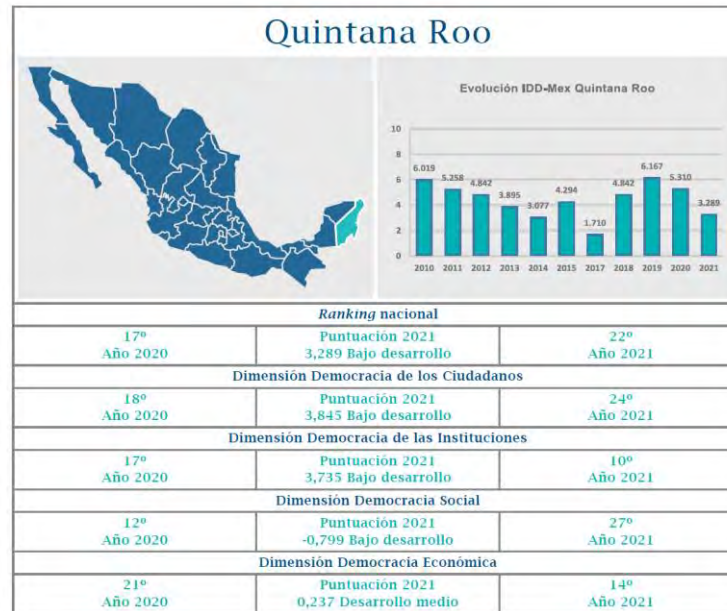 Quintana Roo
Evolución IDD-Mex Quintana Roo
10
8
6
4
2
0
6.019
5.258
4.842
3.895
3.077
4.294
1.710
4.842
6.167
5.310
3.289
2010 2011 2012 2013 2014 2015 2017 2018 2019 2020 2021
Ranking nacional
17º Puntuación 2021 22º
Año 2020 3,289 Bajo desarrollo Año 2021
Dimensión Democracia de los Ciudadanos
18º Puntuación 2021 24º
Año 2020 3,845 Bajo desarrollo Año 2021
Dimensión Democracia de las Instituciones
17º Puntuación 2021 10º
Año 2020 3,735 Bajo desarrollo Año 2021
Dimensión Democracia Social
12º Puntuación 2021 27º
Año 2020 -0,799 Bajo desarrollo Año 2021
Dimensión Democracia Económica
21º Puntuación 2021 14º
Año 2020 0,237 Desarrollo medio Año 2021